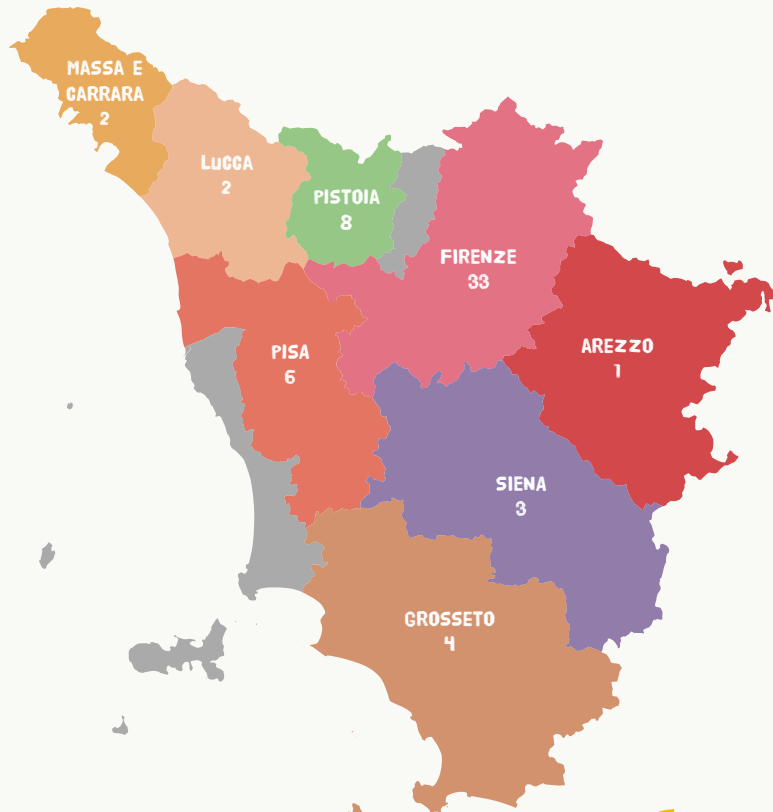 MASSA E
CARRARA
2
LUCCA
2
PISTOIA
8
FIRENZE
33
AREZZO
1
PISA
6
SIENA
3
GROSSETO
4